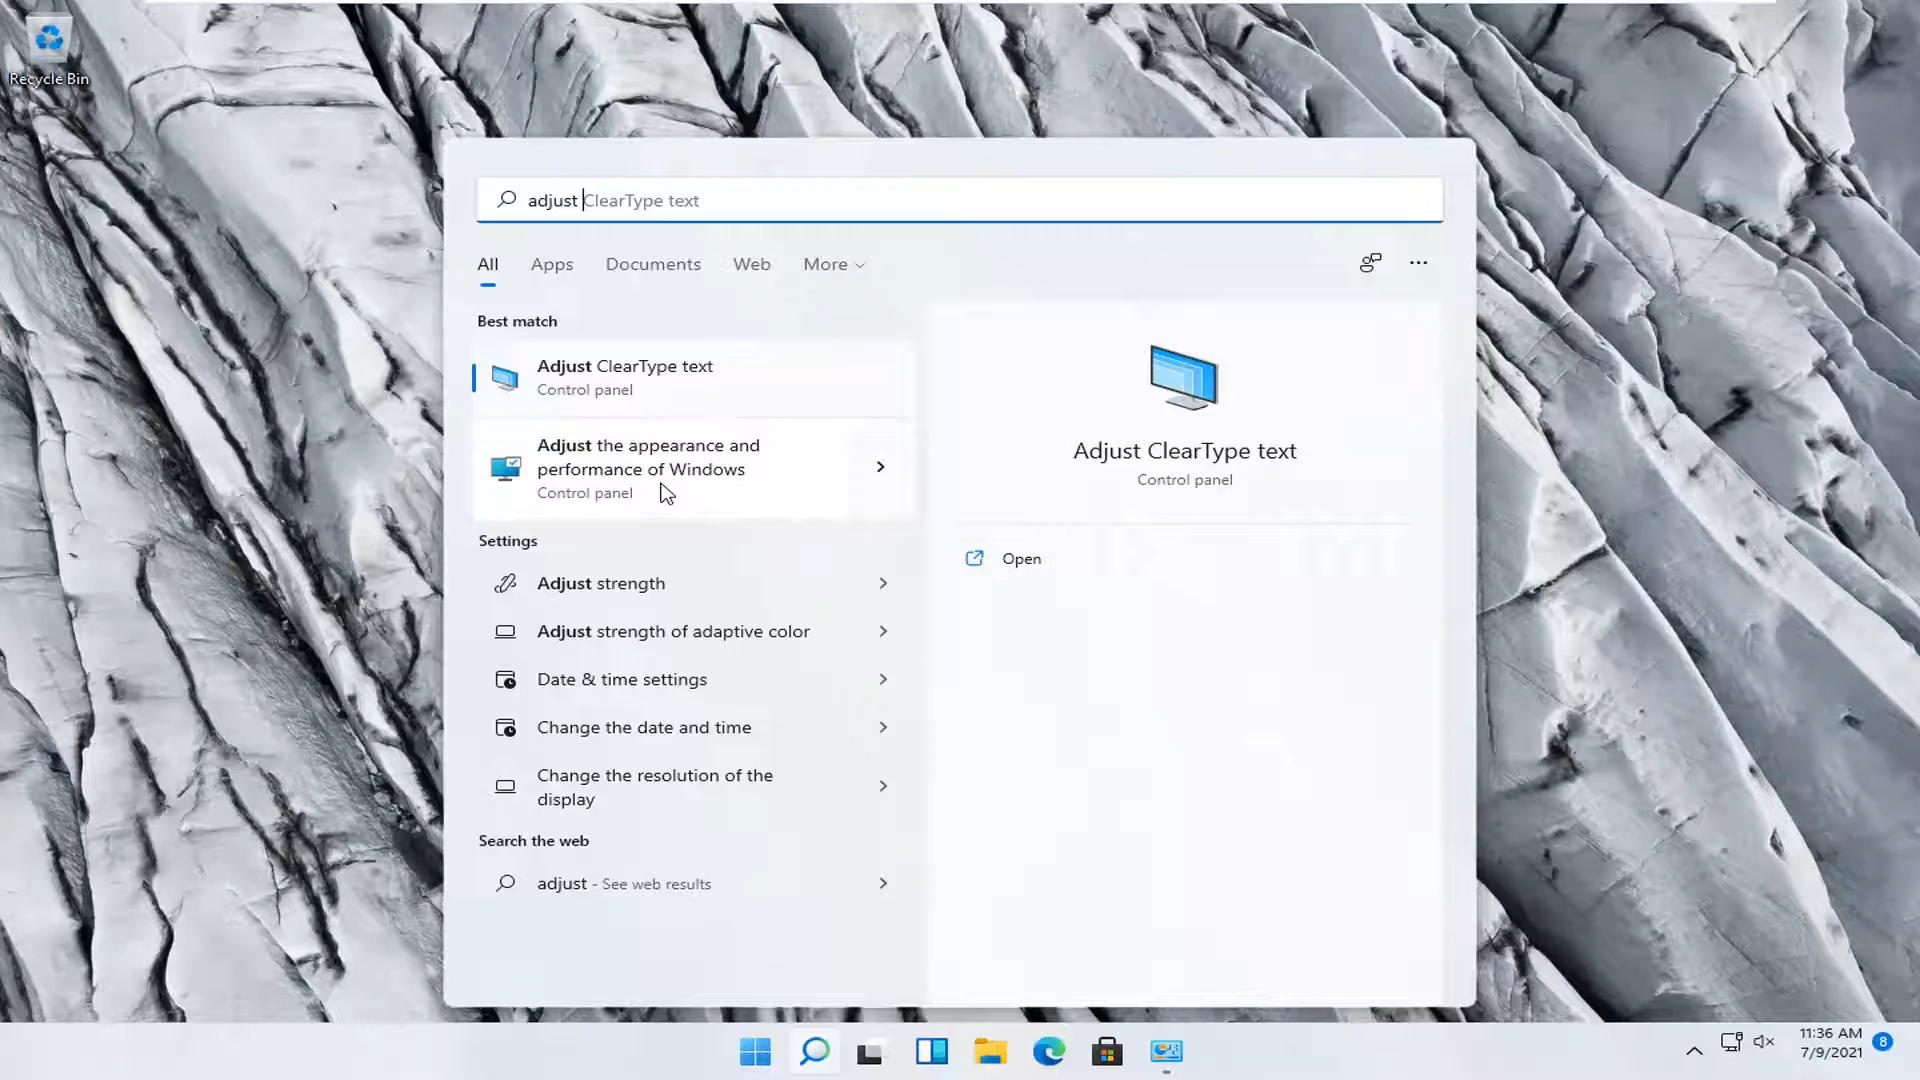 Recycle Bin
adjust ClearType text
All Apps Documents Web More
Best match
Adjust ClearType text
Control panel
Adjust the appearance and
performance of Windows
Control panel
Settings
Adjust strength
Adjust strength of adaptive color
Date & time settings
Change the date and time
Change the resolution of the
display
Search the web
adjust - See web results
Adjust ClearType text
Control panel
Open
11:36 AM
7/9/2021
8